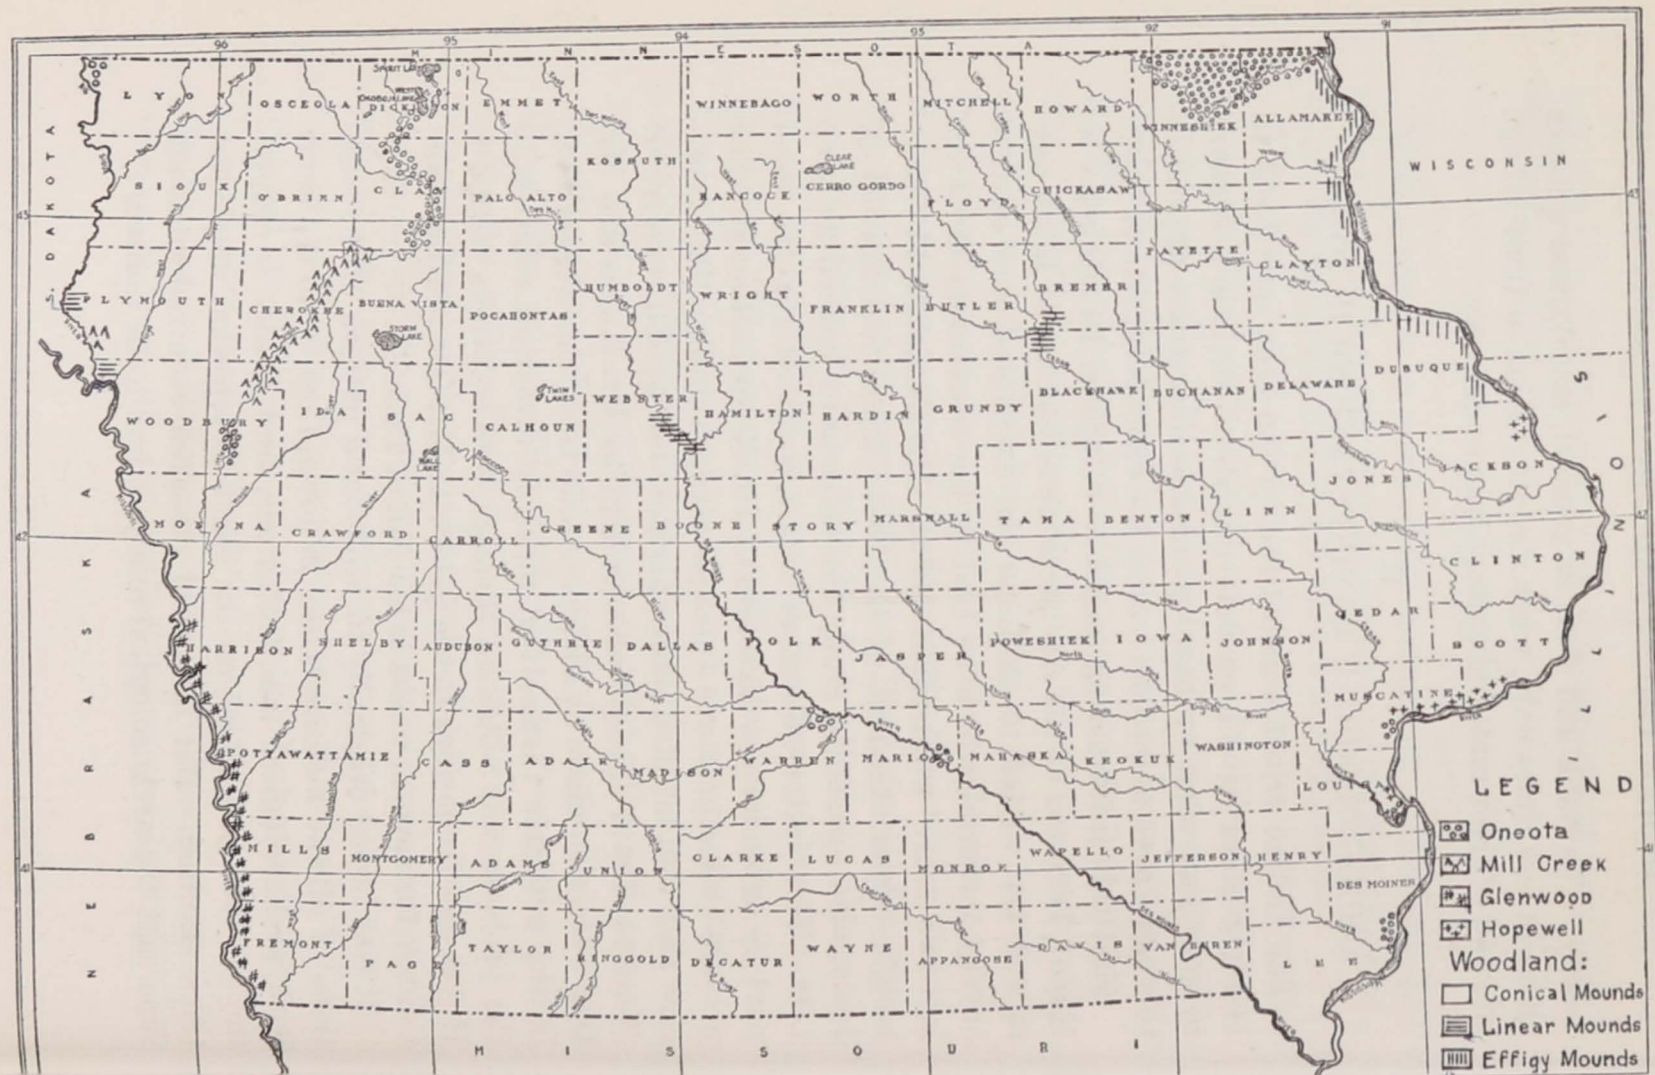 96 95 94 93 92 91
M I N N E S O T A
S. DAKOTA
LYON
OSCEOLA
SPIRIT LAKE
DICKINSON
EMMET
WINNEBAGO
WORTH
MITCHELL
HOWARD
WINNESHIEK
ALLAMAKEE
WISCONSIN
SIOUX
O'BRIEN
CLAY
PALO ALTO
KOSSUTH
HANCOCK
CLEAR LAKE
CERRO GORDO
FLOYD
CHICKASAW
43 43
PLYMOUTH
CHEROKEE
BUENA VISTA
STORM LAKE
POCAHONTAS
HUMBOLDT
WRIGHT
FRANKLIN
BUTLER
BREMER
FAYETTE
CLAYTON
WOODBURY
IDA
SAC
WALL LAKE
CALHOUN
TWIN LAKES
WEBSTER
HAMILTON
HARDIN
GRUNDY
BLACKHAWK
BUCHANAN
DELAWARE
DUBUQUE
MONONA
CRAWFORD
CARROLL
GREENE
BOONE
STORY
MARSHALL
TAMA
BENTON
LINN
JONES
JACKSON
42 42
CLINTON
HARRISON
SHELBY
AUDUBON
GUTHRIE
DALLAS
POLK
JASPER
POWESHIEK
IOWA
JOHNSON
CEDAR
SCOTT
MUSCATINE
ILLINOIS
NEBRASKA
POTTAWATTAMIE
CASS
ADAIR
MADISON
WARREN
MARION
MAHASKA
KEOKUK
WASHINGTON
LOUISA
MILLS
MONTGOMERY
ADAMS
UNION
CLARKE
LUCAS
MONROE
WAPELLO
JEFFERSON
HENRY
DES MOINES
41
FREMONT
PAGE
TAYLOR
RINGGOLD
DECATUR
WAYNE
APPANOOSE
DAVIS
VAN BUREN
LEE
M I S S O U R I
LEGEND
Oneota
Mill Creek
Glenwood
Hopewell
Woodland:
Conical Mounds
Linear Mounds
Effigy Mounds